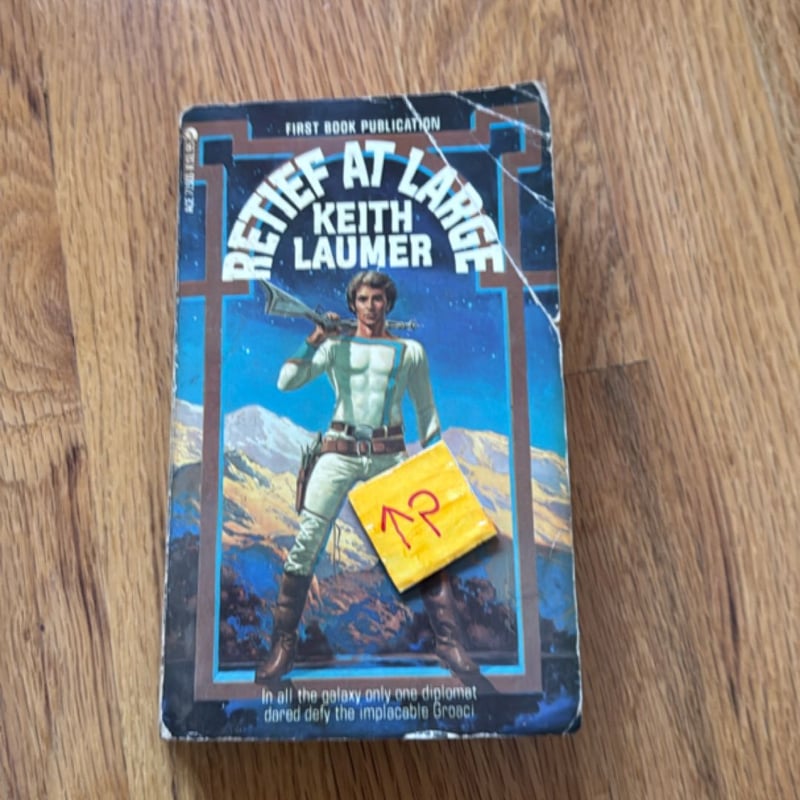 FIRST BOOK PUBLICATION
RETIEF AT LARGE
KEITH
LAUMER
↑P
In all the galaxy only one diplomat
dared defy the implacable Groaci